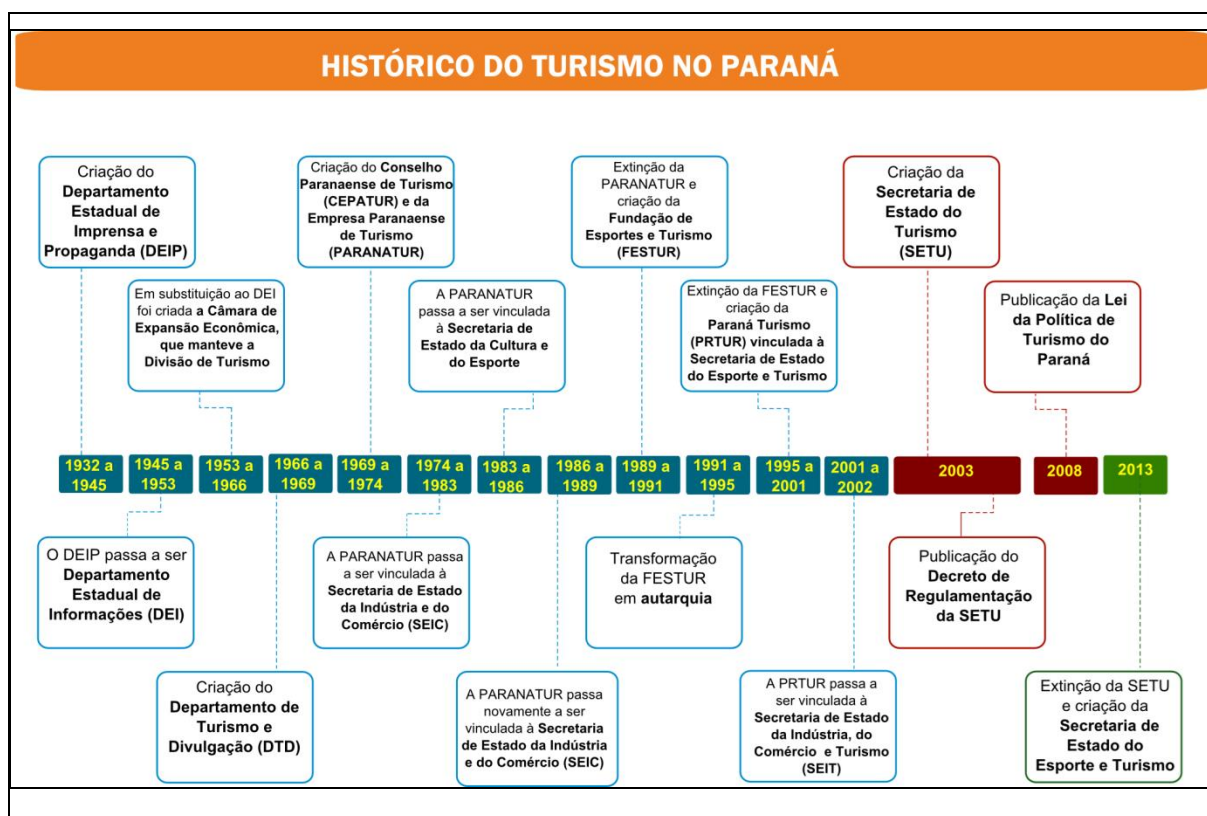 HISTÓRICO DO TURISMO NO PARANÁ
Criação do
Departamento
Estadual de
Imprensa e
Propaganda (DEIP)
Criação do Conselho
Paranaense de Turismo
(CEPATUR) e da
Empresa Paranaense
de Turismo
(PARANATUR)
Extinção da
PARANATUR e
criação da
Fundação de
Esportes e Turismo
(FESTUR)
Criação da
Secretaria de
Estado do
Turismo
(SETU)
Em substituição ao DEI
foi criada a Câmara de
Expansão Econômica,
que manteve a
Divisão de Turismo
A PARANATUR
passa a ser vinculada
à Secretaria de
Estado da Cultura e
do Esporte
Extinção da FESTUR e
criação da
Paraná Turismo
(PRTUR) vinculada à
Secretaria de Estado
do Esporte e Turismo
Publicação da Lei
da Política de
Turismo do
Paraná
1932 a
1945
1945 a
1953
1953 a
1966
1966 a
1969
1969 a
1974
1974 a
1983
1983 a
1986
1986 a
1989
1989 a
1991
1991 a
1995
1995 a
2001
2001 a
2002
2003
2008
2013
O DEIP passa a ser
Departamento
Estadual de
Informações (DEI)
A PARANATUR passa
a ser vinculada à
Secretaria de Estado
da Indústria e do
Comércio (SEIC)
Transformação
da FESTUR
em autarquia
Publicação do
Decreto de
Regulamentação
da SETU
Criação do
Departamento de
Turismo e
Divulgação (DTD)
A PARANATUR passa
novamente a ser
vinculada à Secretaria
de Estado da Indústria
e do Comércio (SEIC)
A PRTUR passa a
ser vinculada à
Secretaria de Estado
da Indústria, do
Comércio e Turismo
(SEIT)
Extinção da SETU
e criação da
Secretaria de
Estado do
Esporte e Turismo